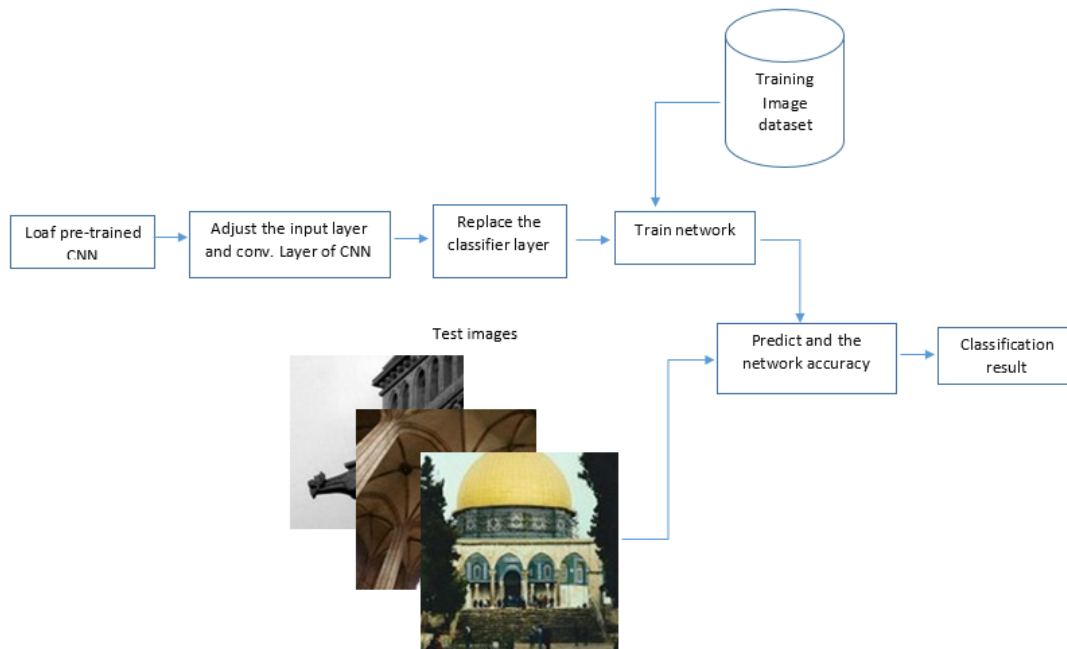 Training
Image
dataset
Loaf pre-trained
CNN
Adjust the input layer
and conv. Layer of CNN
Replace the
classifier layer
Train network
Test images
Predict and the
network accuracy
Classification
result